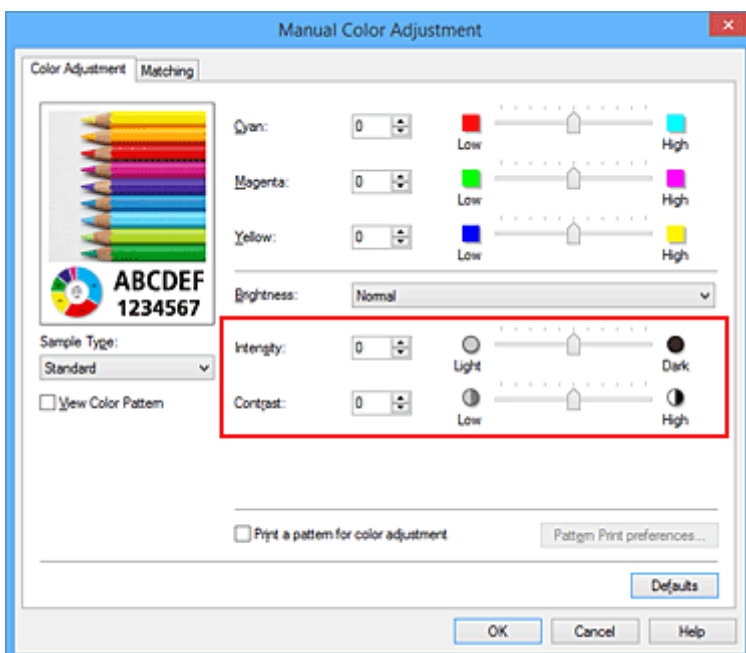 Manual Color Adjustment
Color Adjustment Matching
Cyan: 0 Low High
Magenta: 0 Low High
Yellow: 0 Low High
ABCDEF
1234567
Brightness: Normal
Sample Type:
Standard
View Color Pattern
Intensity: 0 Light Dark
Contrast: 0 Low High
Print a pattern for color adjustment Pattern Print preferences...
Defaults
OK Cancel Help